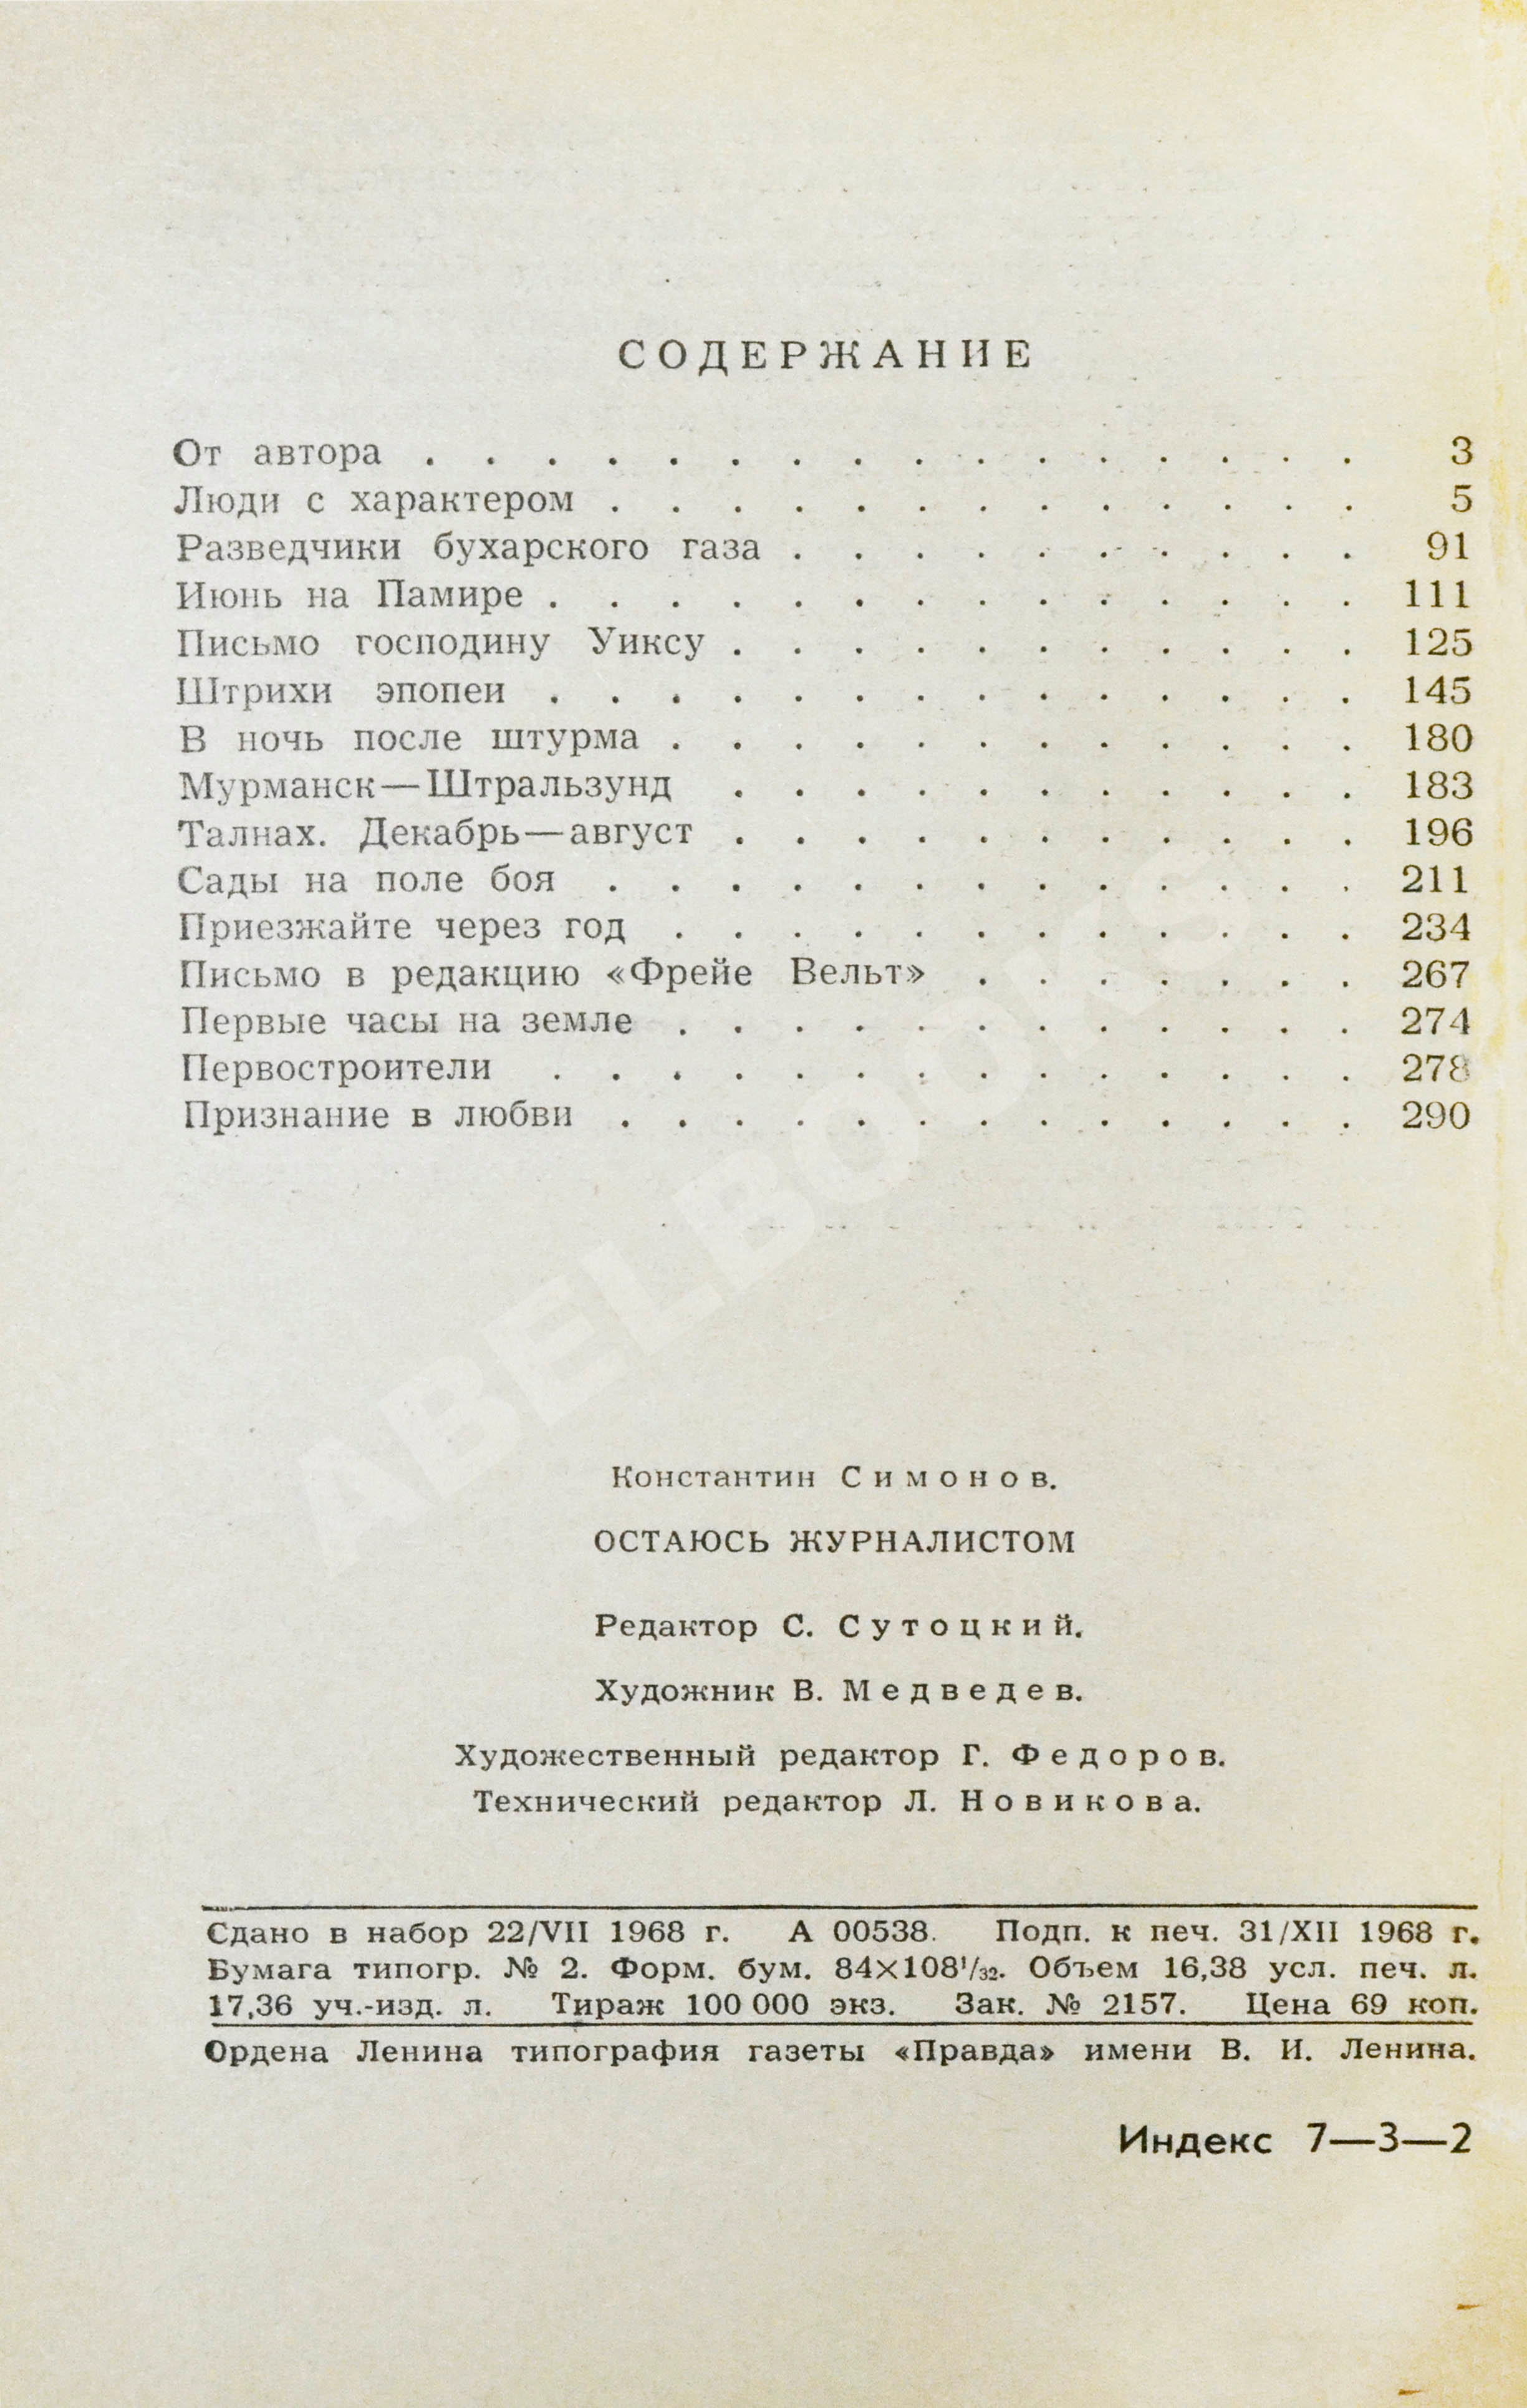 СОДЕРЖАНИЕ
От автора . . . . . . . . . . . . . . . . 3
Люди с характером . . . . . . . . . . . . . 5
Разведчики бухарского газа . . . . . . . . . . 91
Июнь на Памире . . . . . . . . . . . . . . 111
Письмо господину Уиксу . . . . . . . . . . . 125
Штрихи эпопеи . . . . . . . . . . . . . . 145
В ночь после штурма . . . . . . . . . . . . 180
Мурманск—Штральзунд . . . . . . . . . . . 183
Талнах. Декабрь—август . . . . . . . . . . . 196
Сады на поле боя . . . . . . . . . . . . . 211
Приезжайте через год . . . . . . . . . . . . 234
Письмо в редакцию «Фрейе Вельт» . . . . . . . 267
Первые часы на земле . . . . . . . . . . . . 274
Первостроители . . . . . . . . . . . . . . 278
Признание в любви . . . . . . . . . . . . . 290
ABELBOOKS
Константин Симонов.
ОСТАЮСЬ ЖУРНАЛИСТОМ
Редактор С. Сутоцкий.
Художник В. Медведев.
Художественный редактор Г. Федоров.
Технический редактор Л. Новикова.
Сдано в набор 22/VII 1968 г. А 00538. Подп. к печ. 31/XII 1968 г.
Бумага типогр. № 2. Форм. бум. 84×108¹/₃₂. Объем 16,38 усл. печ. л.
17,36 уч.-изд. л. Тираж 100 000 экз. Зак. № 2157. Цена 69 коп.
Ордена Ленина типография газеты «Правда» имени В. И. Ленина.
Индекс 7—3—2